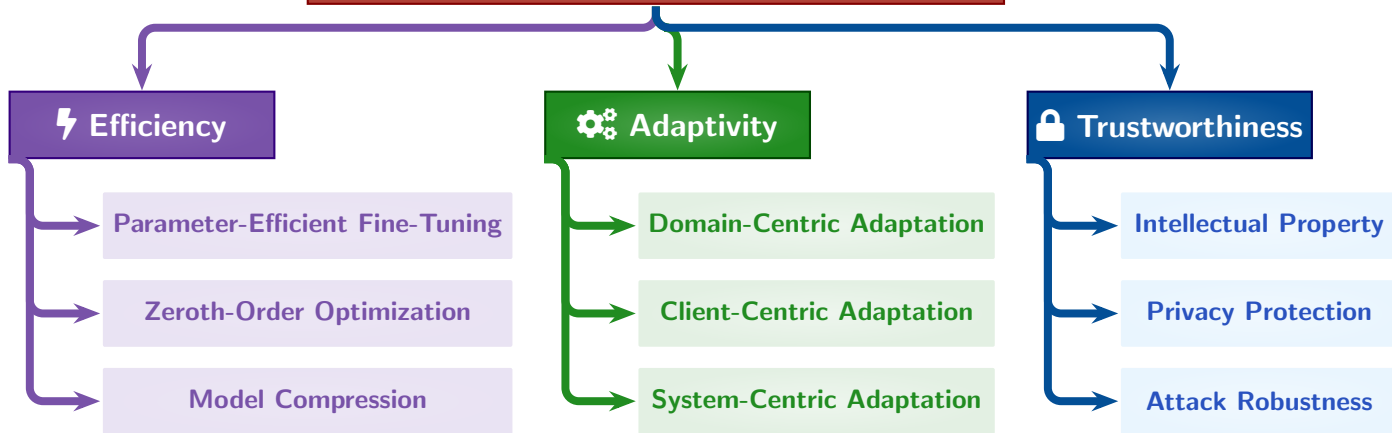 Efficiency
Parameter-Efficient Fine-Tuning
Zeroth-Order Optimization
Model Compression
Adaptivity
Domain-Centric Adaptation
Client-Centric Adaptation
System-Centric Adaptation
Trustworthiness
Intellectual Property
Privacy Protection
Attack Robustness